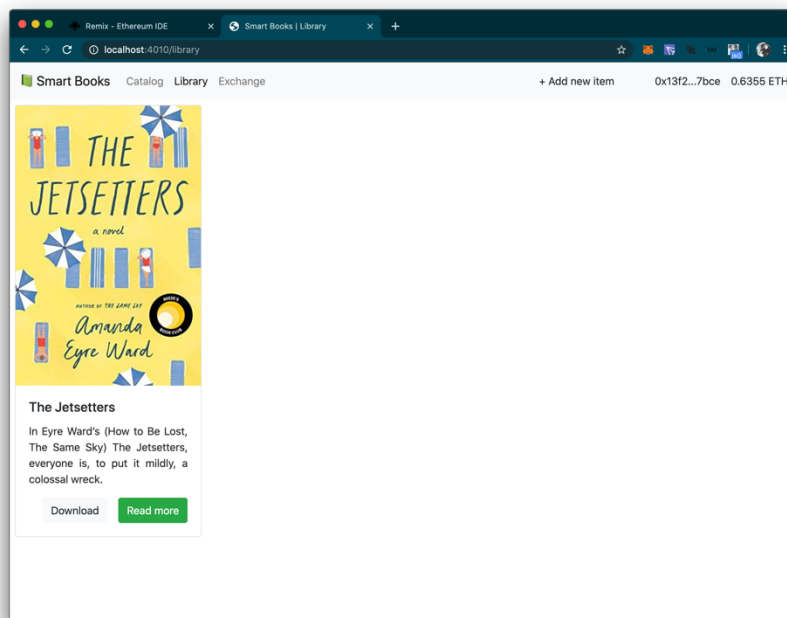 Remix - Ethereum IDE
Smart Books | Library
localhost:4010/library
Smart Books Catalog Library Exchange + Add new item 0x13f2...7bce 0.6355 ETH
THE
JETSETTERS
a novel
AUTHOR OF THE SAME SKY
REESE'S
BOOK CLUB
Amanda
Eyre Ward
The Jetsetters
In Eyre Ward's (How to Be Lost,
The Same Sky) The Jetsetters,
everyone is, to put it mildly, a
colossal wreck.
Download Read more